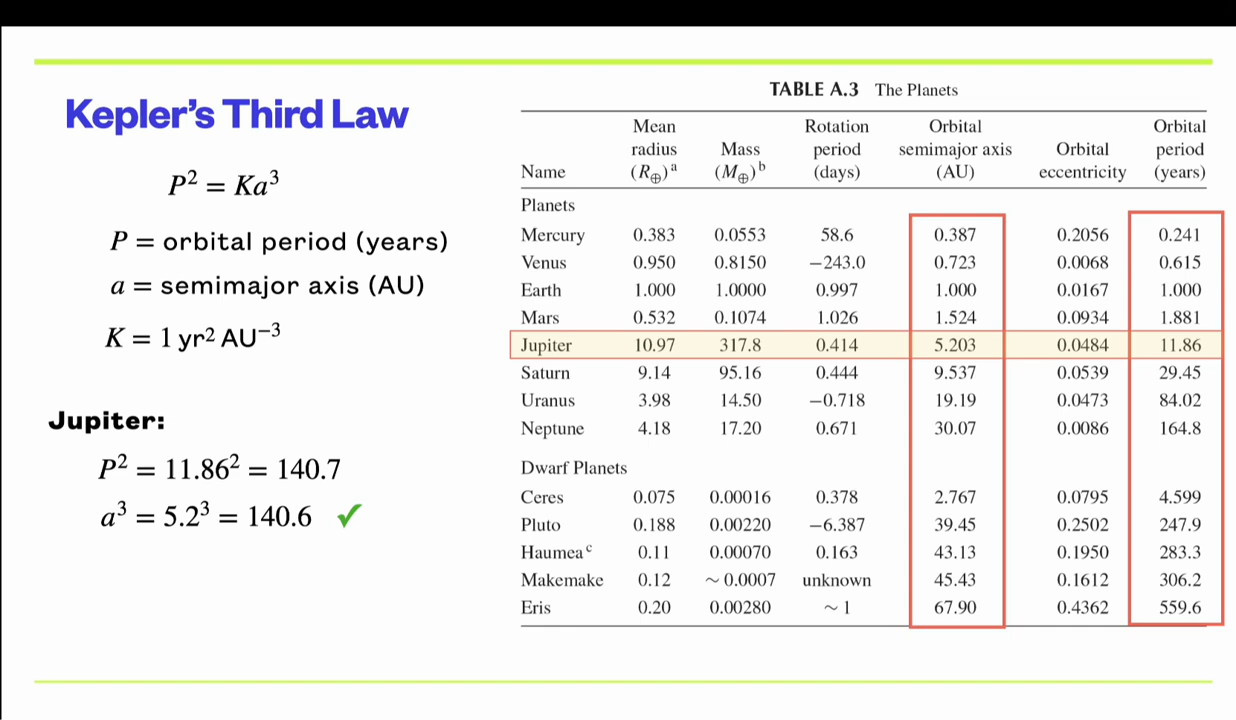 Kepler's Third Law
P² = Ka³
P = orbital period (years)
a = semimajor axis (AU)
K = 1 yr² AU⁻³
Jupiter:
P² = 11.86² = 140.7
a³ = 5.2³ = 140.6 ✓
TABLE A.3 The Planets
Name Mean radius (R⊕)ᵃ Mass (M⊕)ᵇ Rotation period (days) Orbital semimajor axis (AU) Orbital eccentricity Orbital period (years)
Planets
Mercury 0.383 0.0553 58.6 0.387 0.2056 0.241
Venus 0.950 0.8150 −243.0 0.723 0.0068 0.615
Earth 1.000 1.0000 0.997 1.000 0.0167 1.000
Mars 0.532 0.1074 1.026 1.524 0.0934 1.881
Jupiter 10.97 317.8 0.414 5.203 0.0484 11.86
Saturn 9.14 95.16 0.444 9.537 0.0539 29.45
Uranus 3.98 14.50 −0.718 19.19 0.0473 84.02
Neptune 4.18 17.20 0.671 30.07 0.0086 164.8
Dwarf Planets
Ceres 0.075 0.00016 0.378 2.767 0.0795 4.599
Pluto 0.188 0.00220 −6.387 39.45 0.2502 247.9
Haumeaᶜ 0.11 0.00070 0.163 43.13 0.1950 283.3
Makemake 0.12 ~0.0007 unknown 45.43 0.1612 306.2
Eris 0.20 0.00280 ~1 67.90 0.4362 559.6